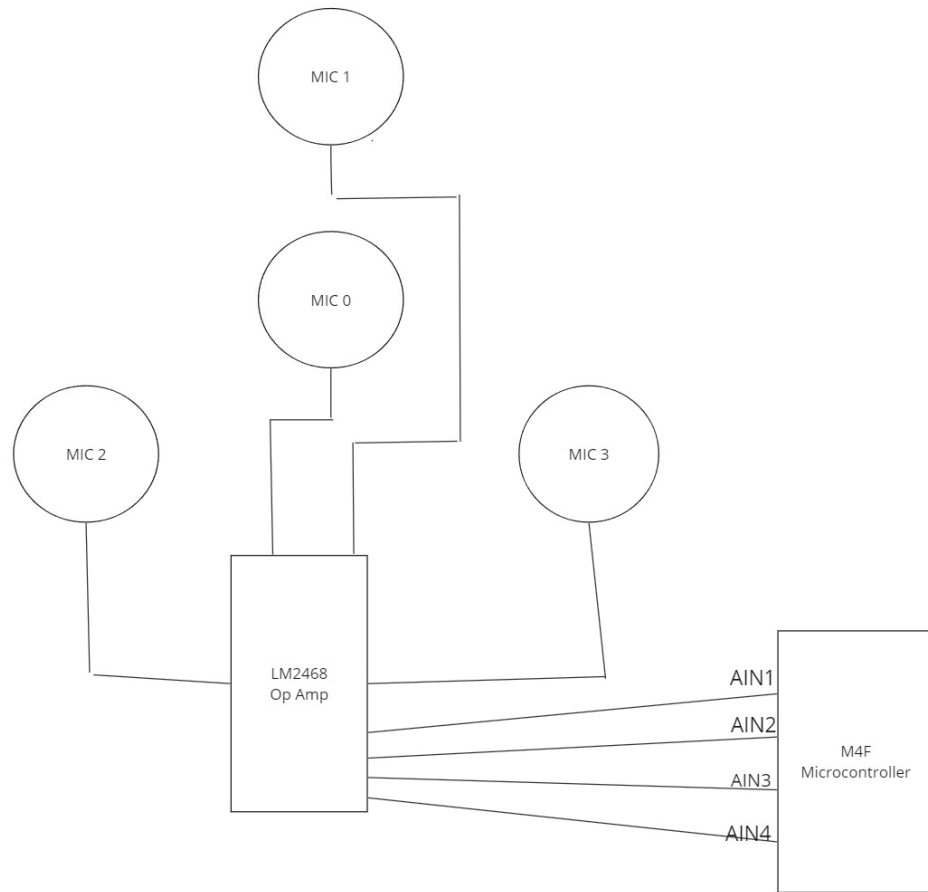 MIC 1
MIC 0
MIC 2
MIC 3
LM2468
Op Amp
AIN1
AIN2
AIN3
AIN4
M4F
Microcontroller